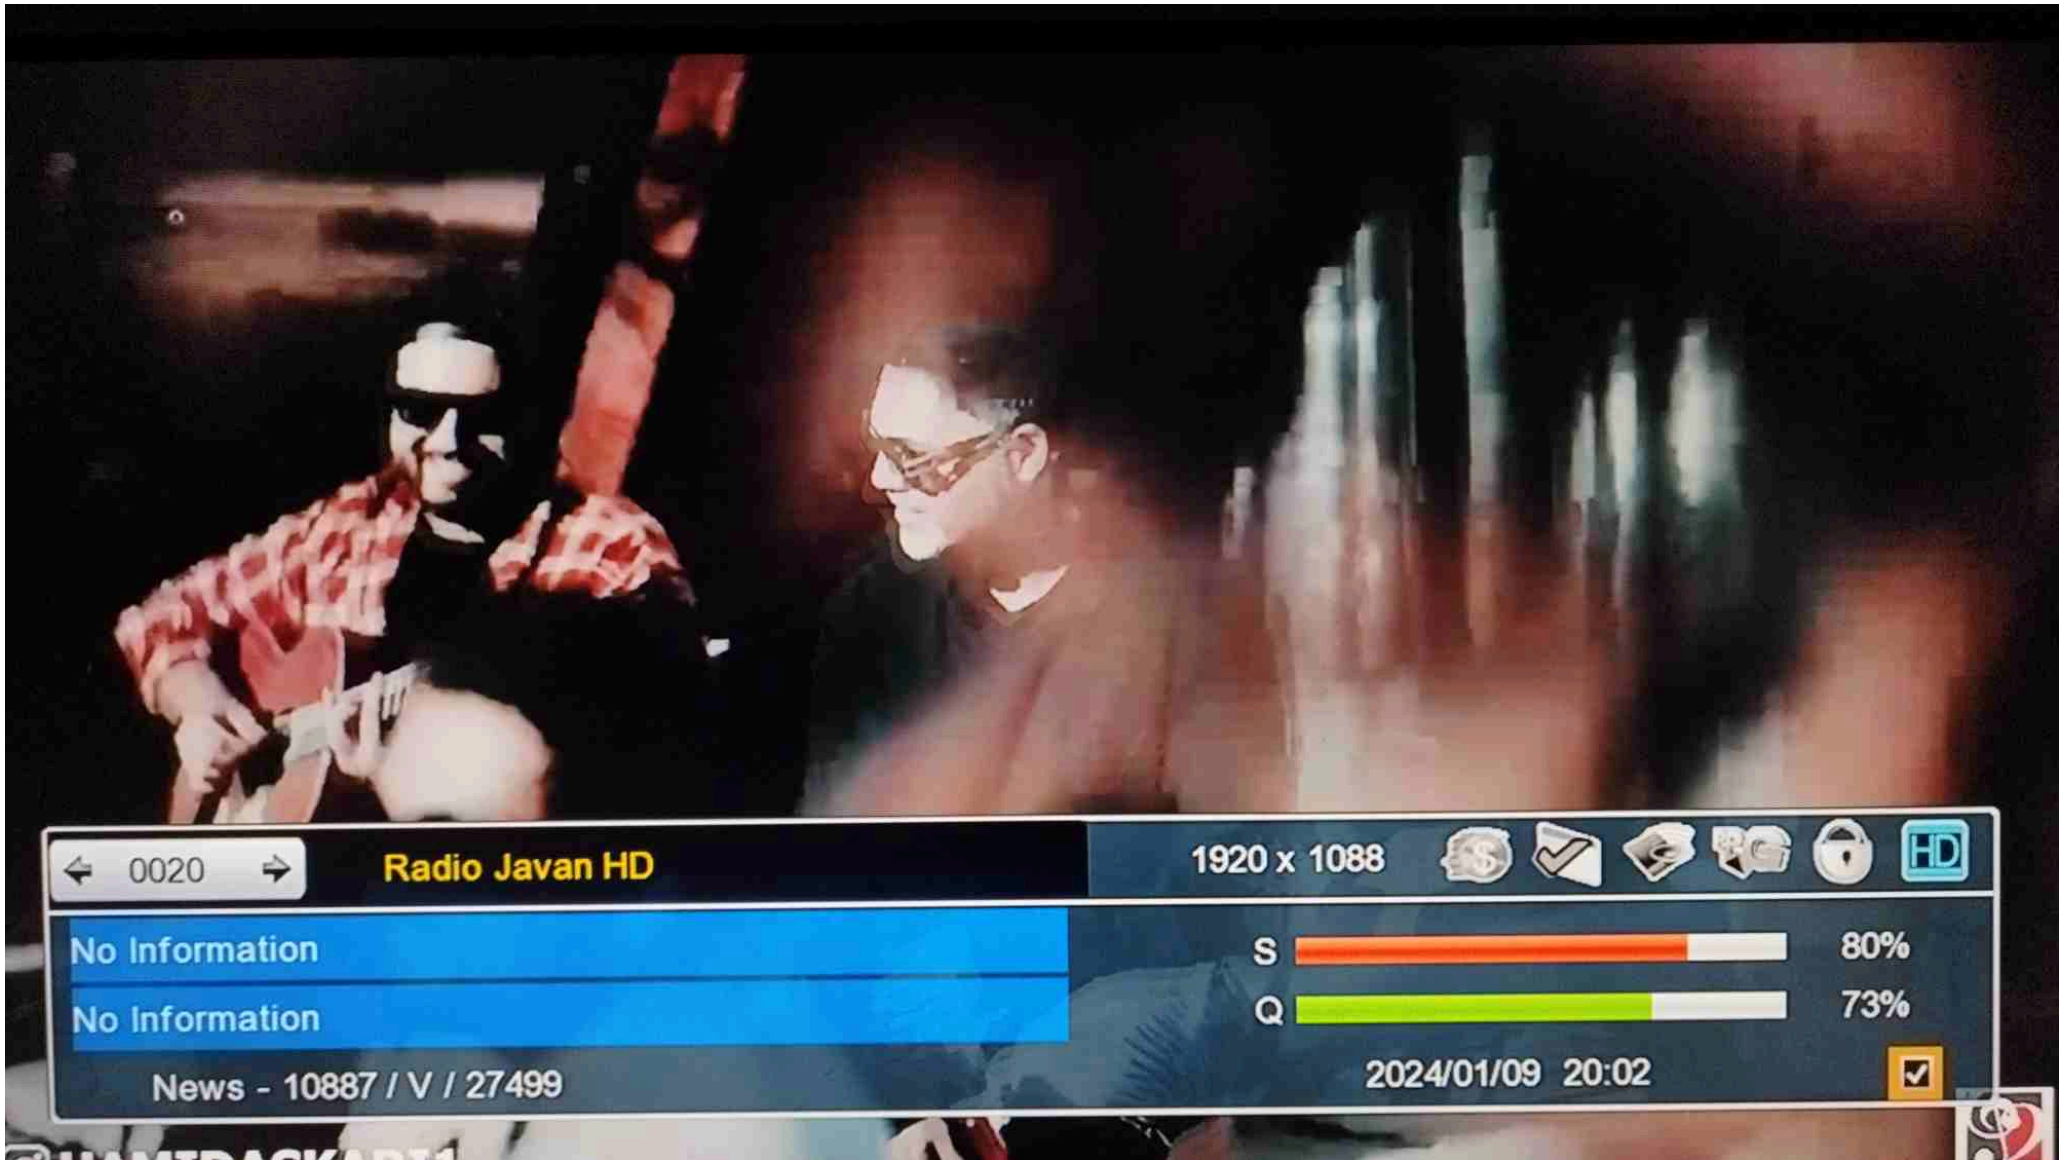 0020
Radio Javan HD
1920 x 1088
HD
No Information
S
80%
No Information
Q
73%
News - 10887 / V / 27499
2024/01/09 20:02
HAMIDASKARI1